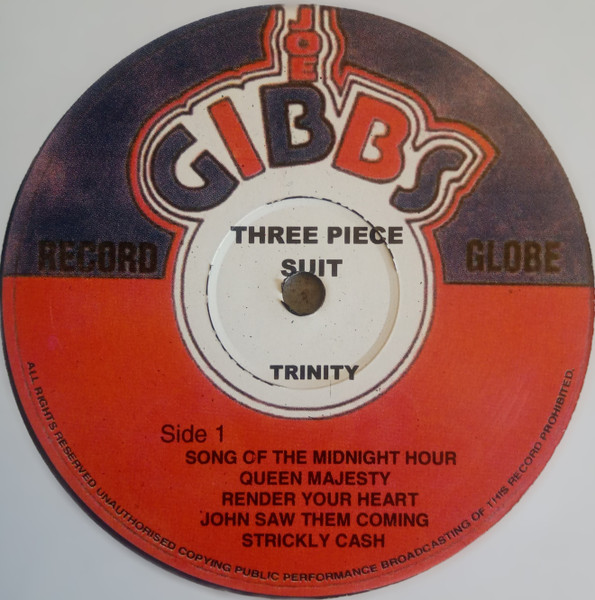 JOE
GIBBS
RECORD GLOBE
THREE PIECE
SUIT
TRINITY
Side 1
SONG OF THE MIDNIGHT HOUR
QUEEN MAJESTY
RENDER YOUR HEART
JOHN SAW THEM COMING
STRICKLY CASH
ALL RIGHTS RESERVED UNAUTHORISED COPYING PUBLIC PERFORMANCE BROADCASTING OF THIS RECORD PROHIBITED.